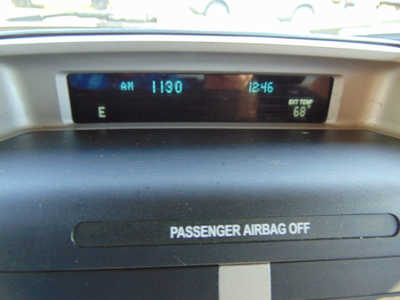 AM 1130 12:46
EXT TEMP
E 68°
PASSENGER AIRBAG OFF